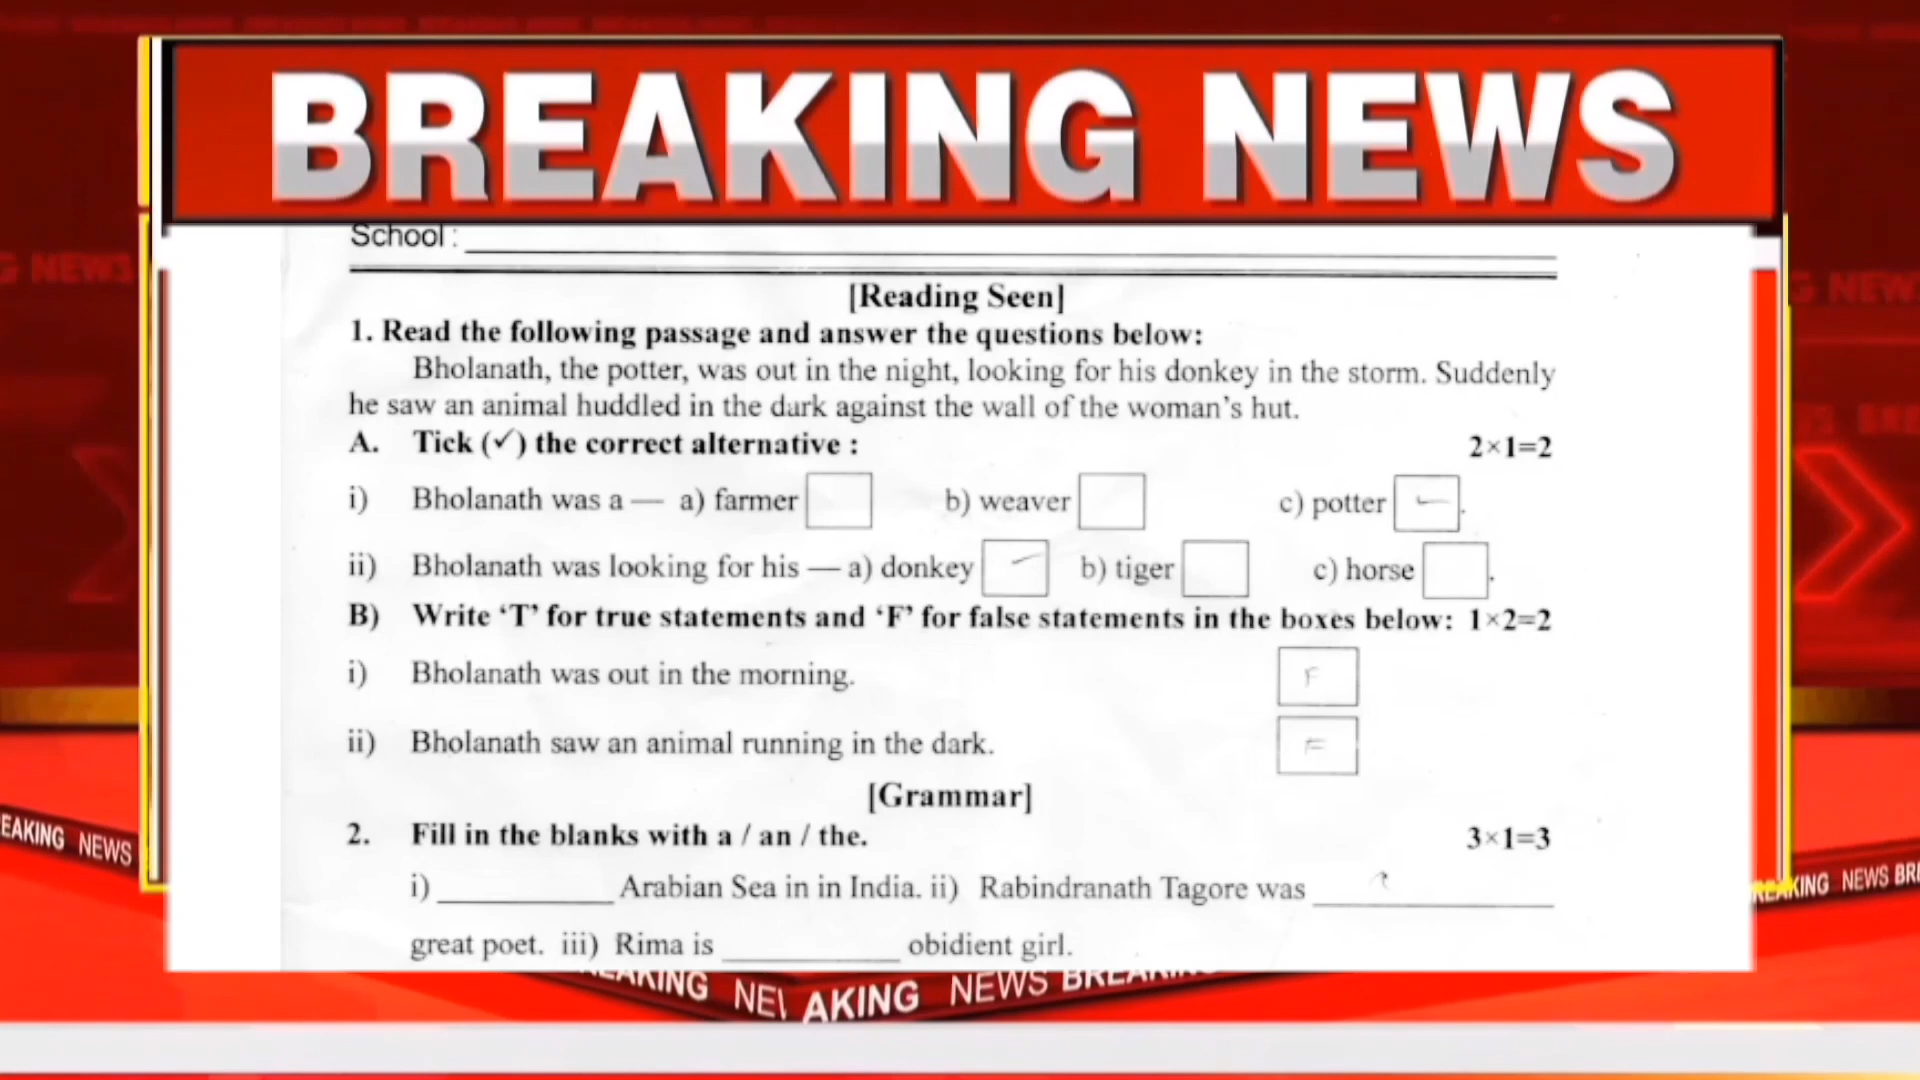 BREAKING NEWS
School :
[Reading Seen]
1. Read the following passage and answer the questions below:
Bholanath, the potter, was out in the night, looking for his donkey in the storm. Suddenly
he saw an animal huddled in the dark against the wall of the woman's hut.
A. Tick (✓) the correct alternative : 2×1=2
i) Bholanath was a — a) farmer b) weaver c) potter .
ii) Bholanath was looking for his — a) donkey b) tiger c) horse .
B) Write ‘T’ for true statements and ‘F’ for false statements in the boxes below: 1×2=2
i) Bholanath was out in the morning. F
ii) Bholanath saw an animal running in the dark. F
[Grammar]
2. Fill in the blanks with a / an / the. 3×1=3
i) ____________ Arabian Sea in in India. ii) Rabindranath Tagore was ____________
great poet. iii) Rima is ____________ obidient girl.
EAKING NEWS
NEWS
AKING NEWS